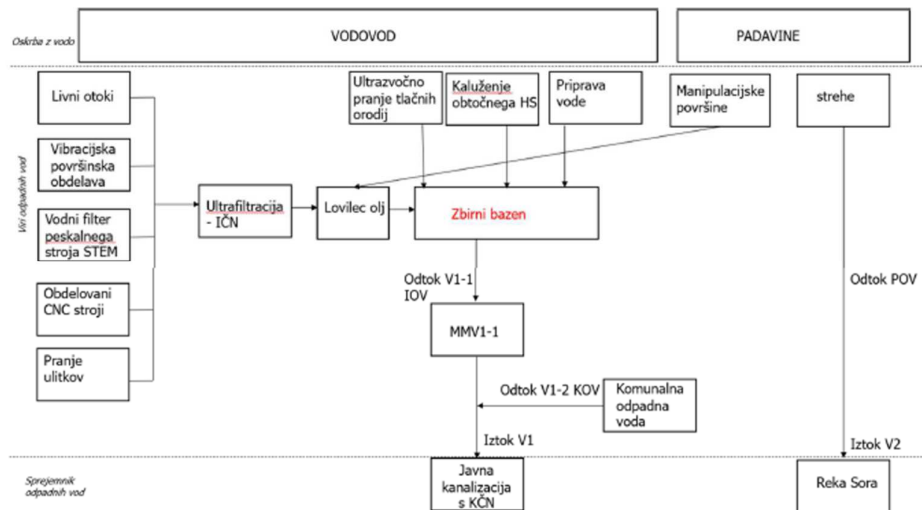 Oskrba z vodo
VODOVOD
PADAVINE
Viri odpadnih vod
Livni otoki
Vibracijska
površinska
obdelava
Vodni filter
peskalnega
stroja STEM
Obdelovani
CNC stroji
Pranje
ulitkov
Ultrafiltracija
- IČN
Lovilec olj
Ultrazvočno
pranje tlačnih
orodij
Kaluženje
obtočnega HS
Priprava
vode
Manipulacijske
površine
strehe
Zbirni bazen
Odtok V1-1
IOV
MMV1-1
Odtok V1-2 KOV
Komunalna
odpadna
voda
Iztok V1
Odtok POV
Iztok V2
Sprejemnik
odpadnih vod
Javna
kanalizacija
s KČN
Reka Sora